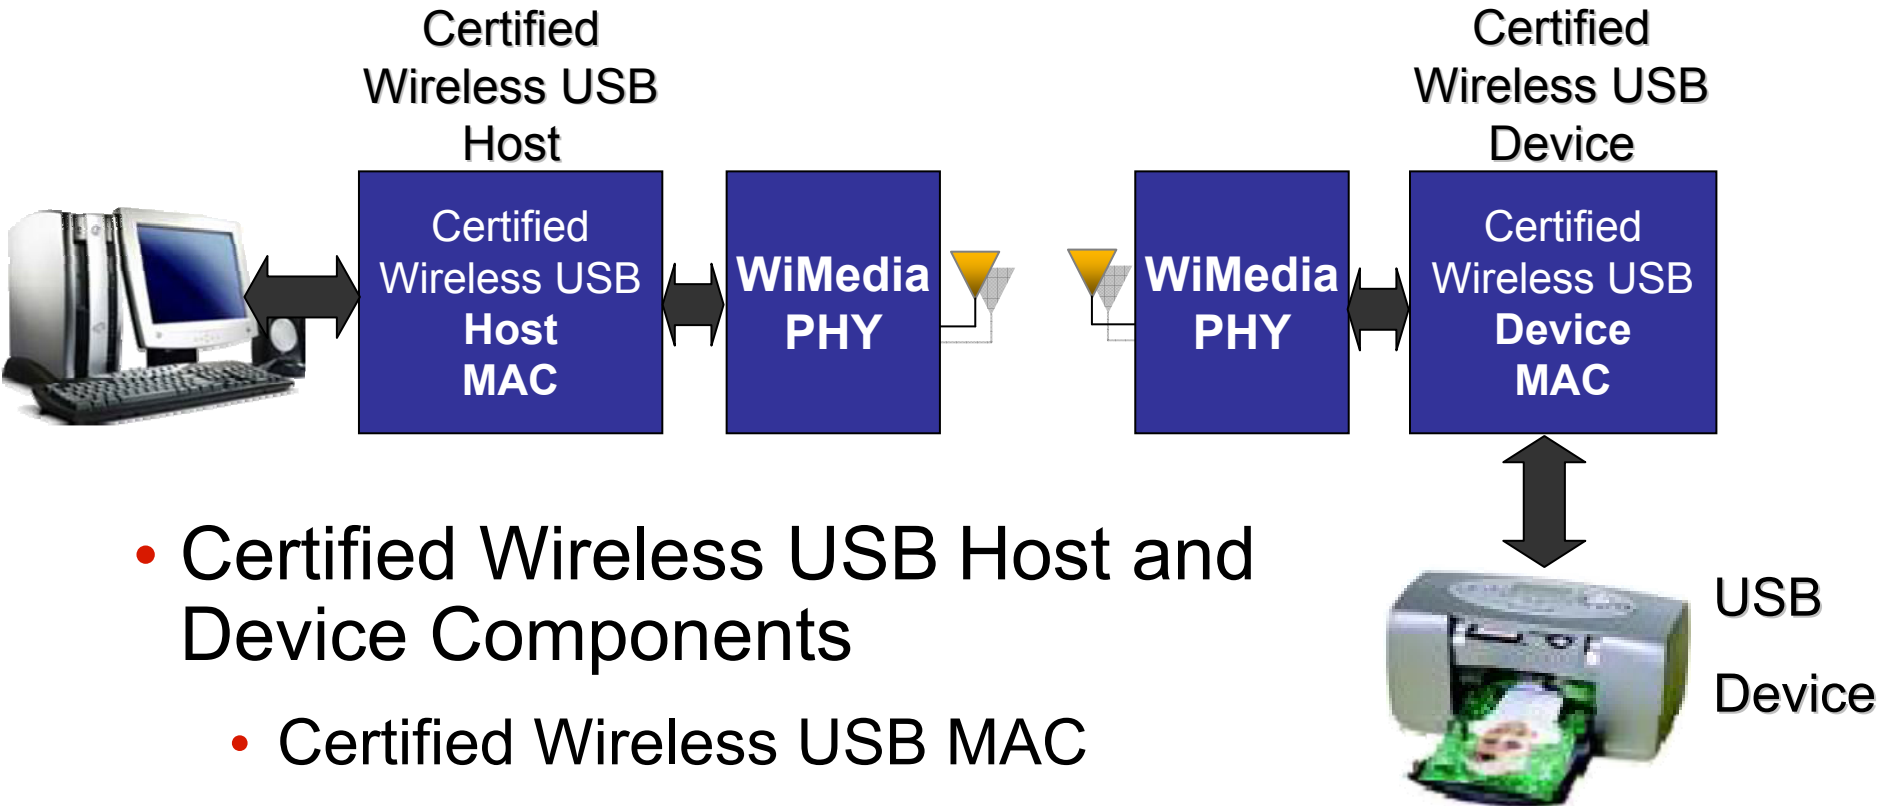 Certified
Wireless USB
Host
Certified
Wireless USB
Device
Certified
Wireless USB
Host
MAC
WiMedia
PHY
WiMedia
PHY
Certified
Wireless USB
Device
MAC
• Certified Wireless USB Host and
Device Components
• Certified Wireless USB MAC
USB
Device